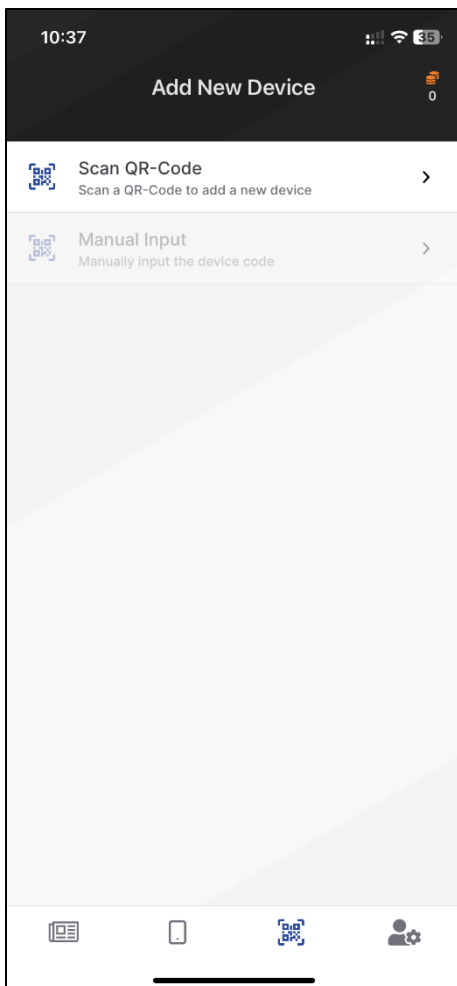 10:37
35
Add New Device
0
Scan QR-Code
Scan a QR-Code to add a new device
Manual Input
Manually input the device code